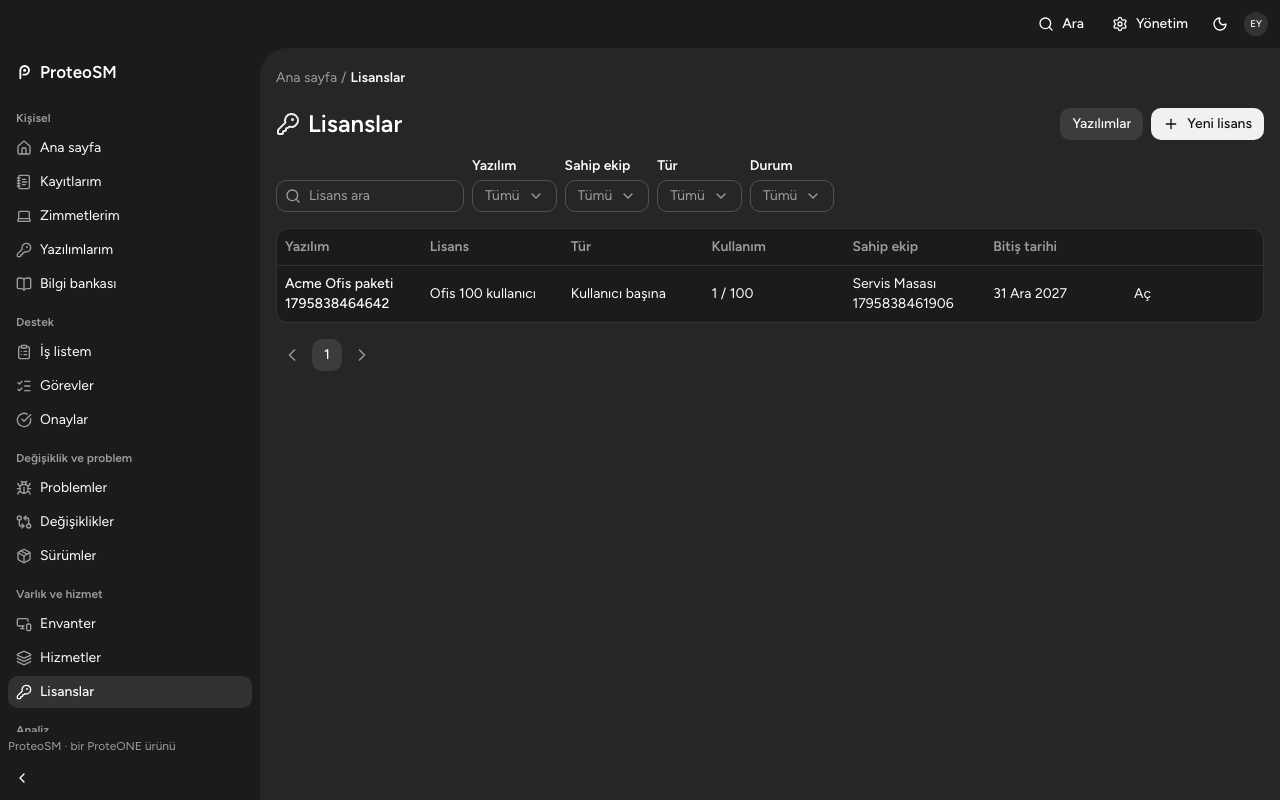 Ara
Yönetim
EY
ProteoSM
Kişisel
Ana sayfa
Kayıtlarım
Zimmetlerim
Yazılımlarım
Bilgi bankası
Destek
İş listem
Görevler
Onaylar
Değişiklik ve problem
Problemler
Değişiklikler
Sürümler
Varlık ve hizmet
Envanter
Hizmetler
Lisanslar
Analiz
ProteoSM · bir ProteONE ürünü
Ana sayfa / Lisanslar
Lisanslar
Yazılımlar
Yeni lisans
Yazılım Sahip ekip Tür Durum
Lisans ara Tümü Tümü Tümü Tümü
Yazılım Lisans Tür Kullanım Sahip ekip Bitiş tarihi
Acme Ofis paketi
1795838464642
Ofis 100 kullanıcı
Kullanıcı başına
1 / 100
Servis Masası
1795838461906
31 Ara 2027
Aç
1